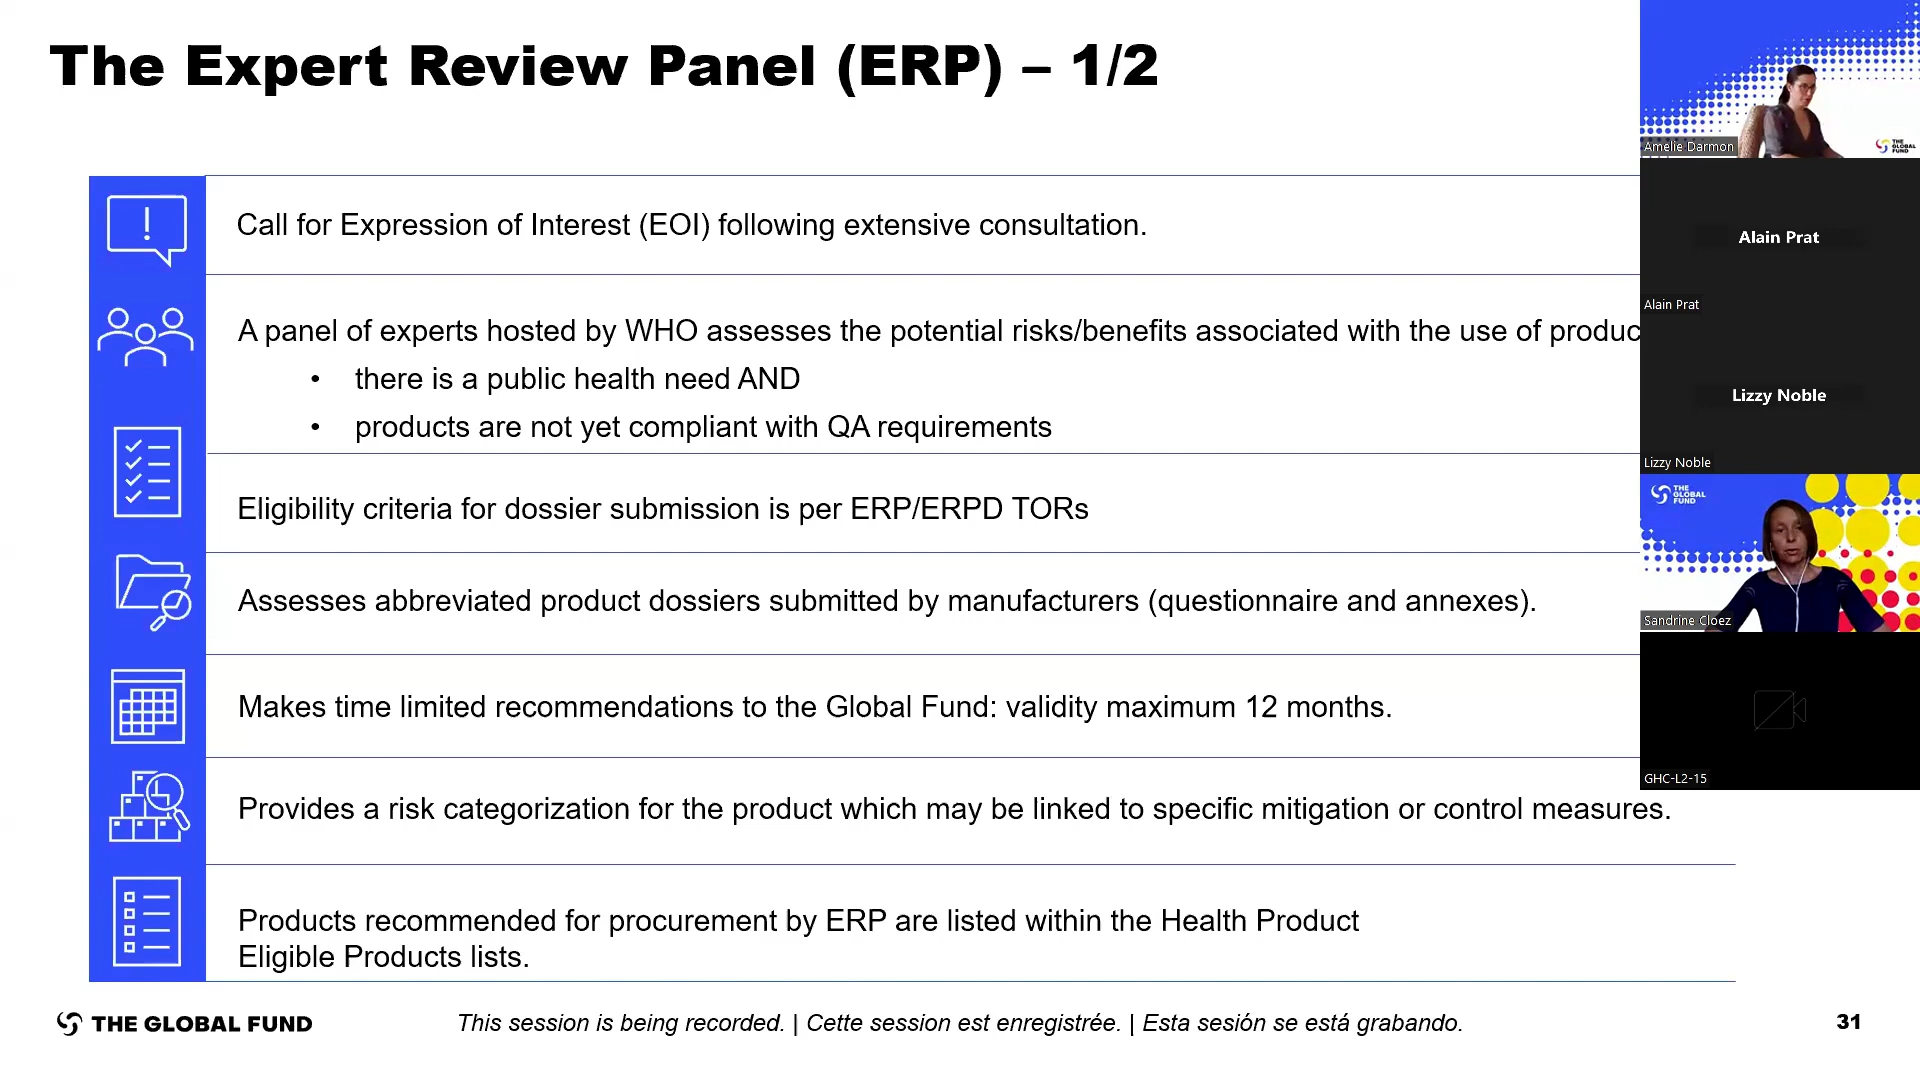 The Expert Review Panel (ERP) – 1/2
Call for Expression of Interest (EOI) following extensive consultation.
A panel of experts hosted by WHO assesses the potential risks/benefits associated with the use of produc
• there is a public health need AND
• products are not yet compliant with QA requirements
Eligibility criteria for dossier submission is per ERP/ERPD TORs
Assesses abbreviated product dossiers submitted by manufacturers (questionnaire and annexes).
Makes time limited recommendations to the Global Fund: validity maximum 12 months.
Provides a risk categorization for the product which may be linked to specific mitigation or control measures.
Products recommended for procurement by ERP are listed within the Health Product
Eligible Products lists.
THE GLOBAL FUND
This session is being recorded. | Cette session est enregistrée. | Esta sesión se está grabando.
31
Amelie Darmon
THE
GLOBAL
FUND
Alain Prat
Alain Prat
Lizzy Noble
Lizzy Noble
THE
GLOBAL
FUND
Sandrine Cloez
GHC-L2-15